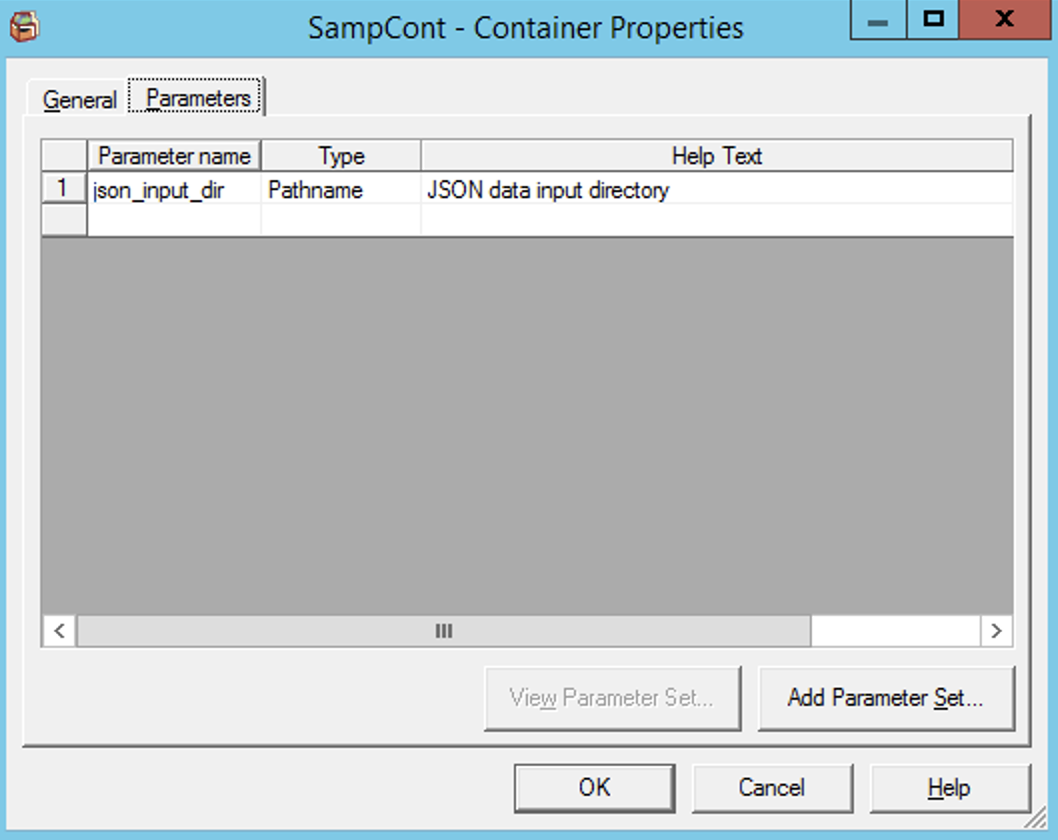 SampCont - Container Properties
General Parameters
Parameter name Type Help Text
1 json_input_dir Pathname JSON data input directory
View Parameter Set... Add Parameter Set...
OK Cancel Help